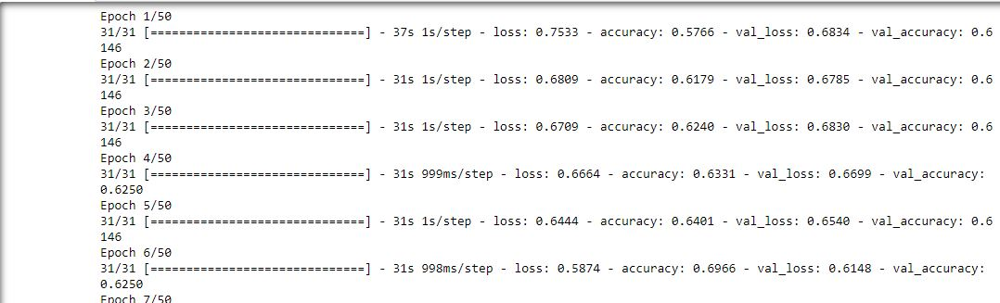 Epoch 1/50
31/31 [==============================] - 37s 1s/step - loss: 0.7533 - accuracy: 0.5766 - val_loss: 0.6834 - val_accuracy: 0.6
146
Epoch 2/50
31/31 [==============================] - 31s 1s/step - loss: 0.6809 - accuracy: 0.6179 - val_loss: 0.6785 - val_accuracy: 0.6
146
Epoch 3/50
31/31 [==============================] - 31s 1s/step - loss: 0.6709 - accuracy: 0.6240 - val_loss: 0.6830 - val_accuracy: 0.6
146
Epoch 4/50
31/31 [==============================] - 31s 999ms/step - loss: 0.6664 - accuracy: 0.6331 - val_loss: 0.6699 - val_accuracy:
0.6250
Epoch 5/50
31/31 [==============================] - 31s 1s/step - loss: 0.6444 - accuracy: 0.6401 - val_loss: 0.6540 - val_accuracy: 0.6
146
Epoch 6/50
31/31 [==============================] - 31s 998ms/step - loss: 0.5874 - accuracy: 0.6966 - val_loss: 0.6148 - val_accuracy:
0.6250
Epoch 7/50